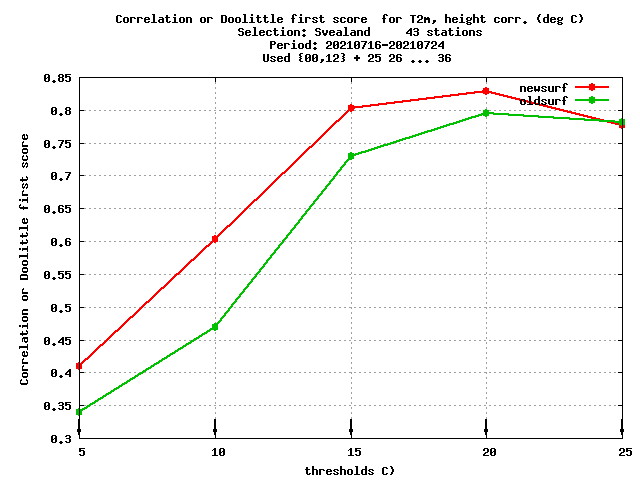 Correlation or Doolittle first score  for T2m, height corr. (deg C)
Selection: Svealand     43 stations
Period: 20210716-20210724
Used {00,12} + 25 26 ... 36
newsurf
oldsurf
Correlation or Doolittle first score
0.85
0.8
0.75
0.7
0.65
0.6
0.55
0.5
0.45
0.4
0.35
0.3
5 10 15 20 25
thresholds C)